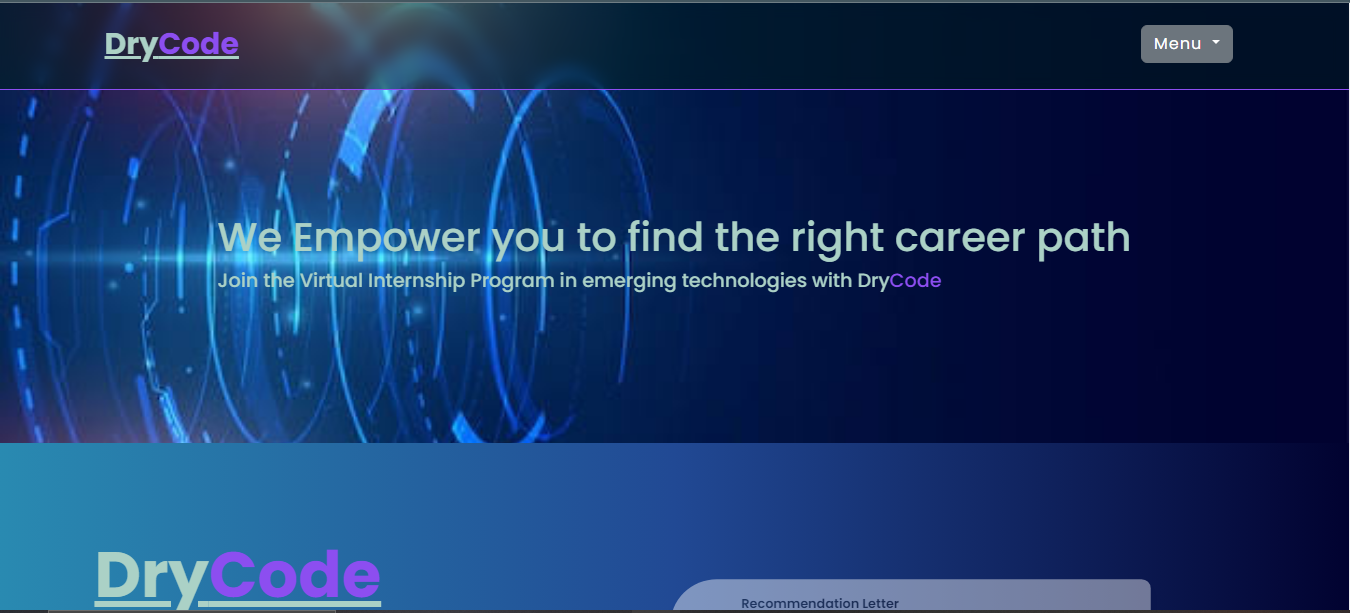 DryCode
Menu
We Empower you to find the right career path
Join the Virtual Internship Program in emerging technologies with DryCode
DryCode
Recommendation Letter